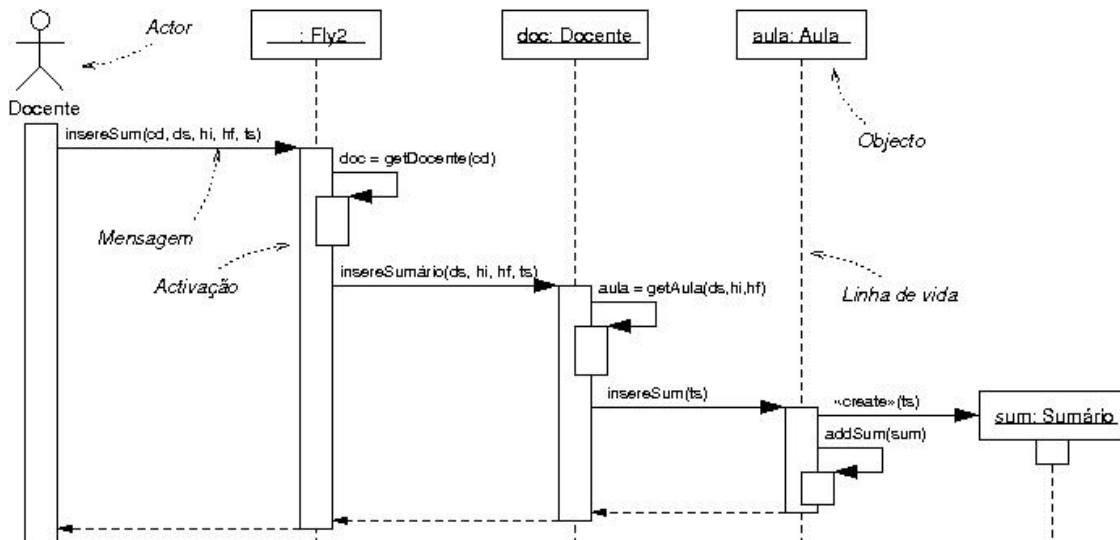 Actor
: Fly2
doc: Docente
aula: Aula
Docente
insereSum(cd, ds, hi, hf, ts)
doc = getDocente(cd)
Objecto
Mensagem
Activação
insereSumário(ds, hi, hf, ts)
aula = getAula(ds,hi,hf)
Linha de vida
insereSum(ts)
«create»(ts)
sum: Sumário
addSum(sum)